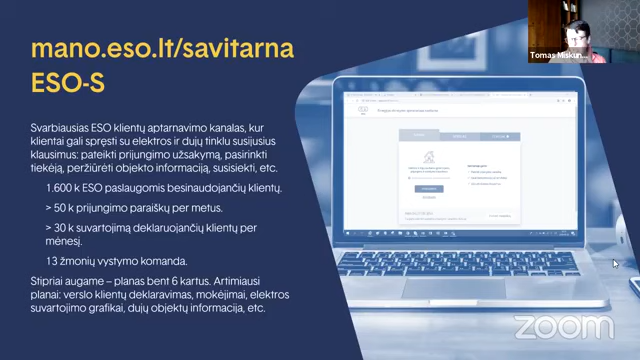 mano.eso.lt/savitarna
ESO-S
Svarbiausias ESO klientų aptarnavimo kanalas, kur
klientai gali spręsti su elektros ir dujų tinklu susijusius
klausimus: pateikti prijungimo užsakymą, pasirinkti
tiekėją, peržiūrėti objekto informaciją, susisiekti, etc.
1.600 k ESO paslaugomis besinaudojančių klientų.
> 50 k prijungimo paraiškų per metus.
> 30 k suvartojimą deklaruojančių klientų per
mėnesį.
13 žmonių vystymo komanda.
Stipriai augame – planas bent 6 kartus. Artimiausi
planai: verslo klientų deklaravimas, mokėjimai, elektros
suvartojimo grafikai, dujų objektų informacija, etc.
Tomas Miskun...
zoom